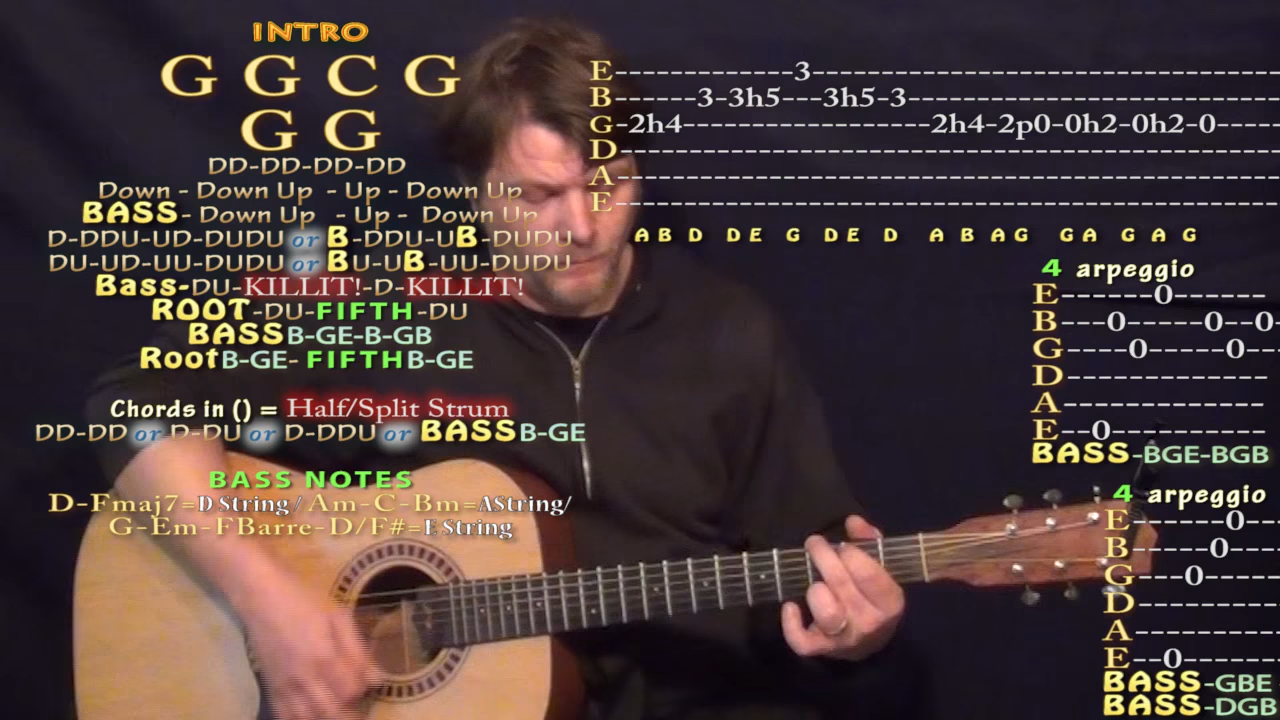 INTRO
G G C G
G G
DD-DD-DD-DD
Down - Down Up - Up - Down Up
BASS - Down Up - Up - Down Up
D-DDU-UD-DUDU or B-DDU-UB-DUDU
DU-UD-UU-DUDU or BU-UB-UU-DUDU
Bass-DU-KILLIT!-D-KILLIT!
ROOT-DU-FIFTH-DU
BASSB-GE-B-GB
RootB-GE- FIFTHB-GE
Chords in () = Half/Split Strum
DD-DD or D-DU or D-DDU or BASSB-GE
BASS NOTES
D-Fmaj7=D String/ Am-C-Bm=AString/
G-Em-FBarre-D/F#=E String
E-------------3----------------------------------
B------3-3h5---3h5-3----------------------------
G-2h4------------------2h4-2p0-0h2-0h2-0-----
D-------------------------------------------------
A-------------------------------------------------
E-------------------------------------------------
A B D DE G DE D A B AG GA G A G
4 arpeggio
E------0------
B---0-----0--0-
G----0-----0---
D--------------
A--------------
E--0----------
BASS-BGE-BGB
4 arpeggio
E------0---
B-----0----
G---0------
D----------
A----------
E--0-------
BASS-GBE
BASS-DGB